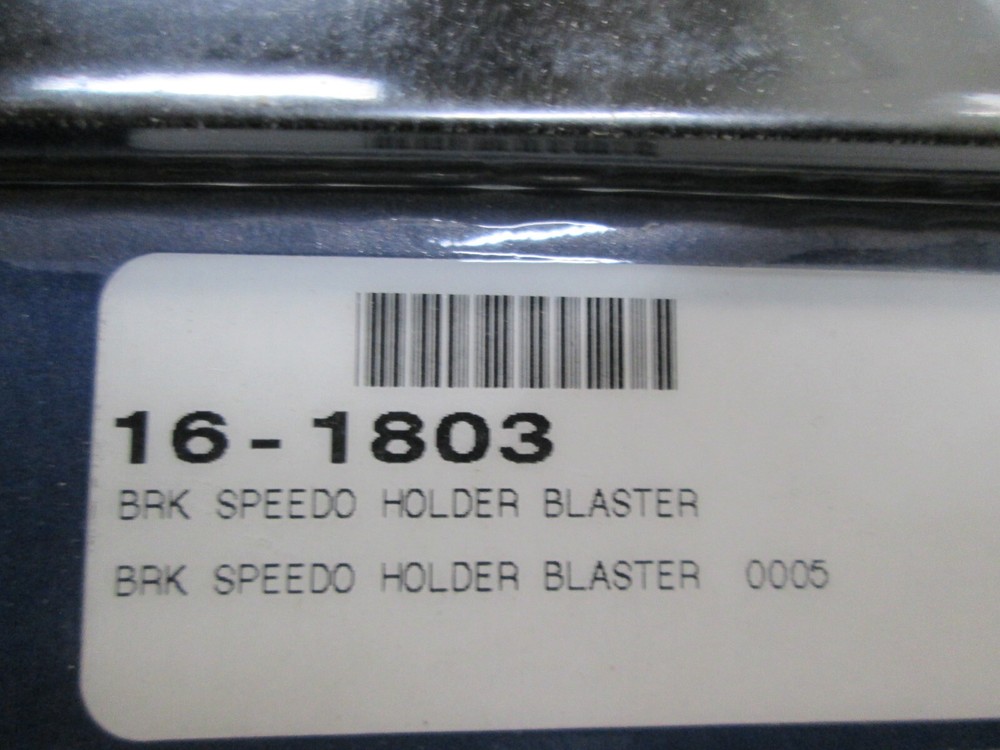 16-1803
BRK SPEEDO HOLDER BLASTER
BRK SPEEDO HOLDER BLASTER 0005